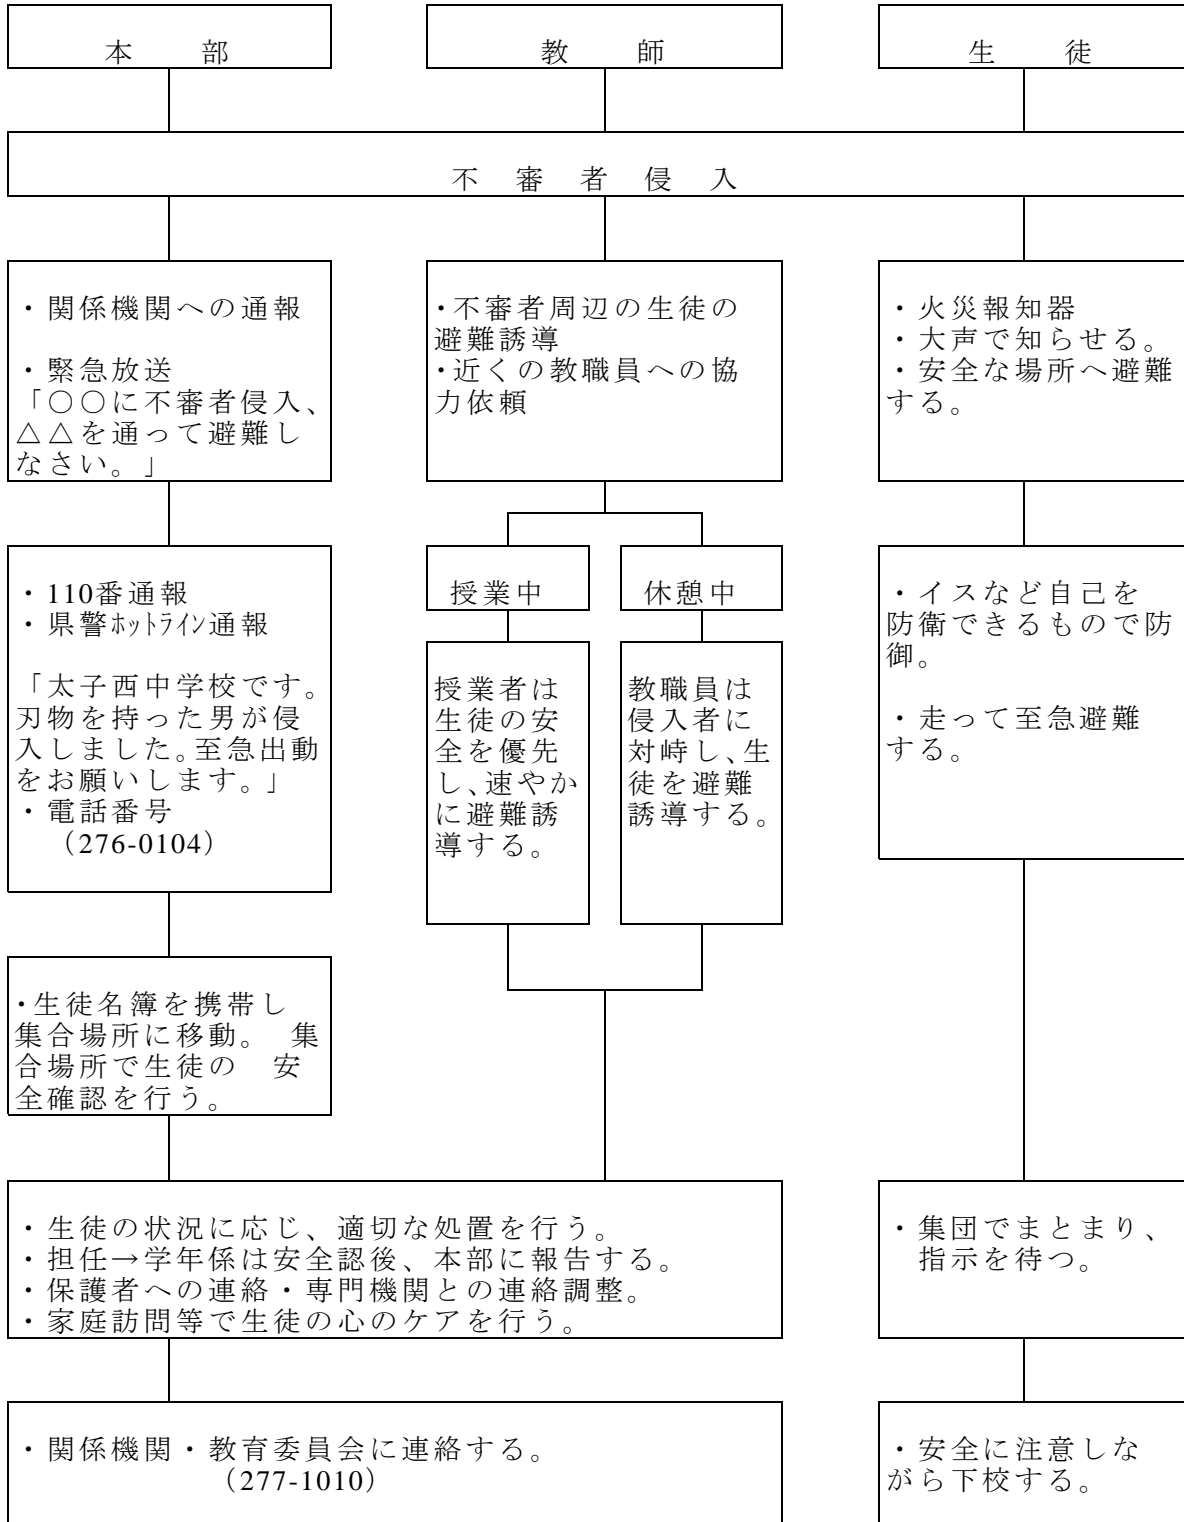 本　部
教　師
生　徒
不　審　者　侵　入
・関係機関への通報
・緊急放送
「○○に不審者侵入、
△△を通って避難し
なさい。」
・不審者周辺の生徒の
避難誘導
・近くの教職員への協
力依頼
・火災報知器
・大声で知らせる。
・安全な場所へ避難
する。
・110番通報
・県警ﾎｯﾄﾗｲﾝ通報
「太子西中学校です。
刃物を持った男が侵
入しました。至急出動
をお願いします。」
・電話番号
（276-0104）
授業中
授業者は
生徒の安
全を優先
し、速やか
に避難誘
導する。
休憩中
教職員は
侵入者に
対峙し、生
徒を避難
誘導する。
・イスなど自己を
防衛できるもので防
御。
・走って至急避難
する。
・生徒名簿を携帯し
集合場所に移動。　集
合場所で生徒の　安
全確認を行う。
・生徒の状況に応じ、適切な処置を行う。
・担任→学年係は安全認後、本部に報告する。
・保護者への連絡・専門機関との連絡調整。
・家庭訪問等で生徒の心のケアを行う。
・集団でまとまり、
指示を待つ。
・関係機関・教育委員会に連絡する。
（277-1010）
・安全に注意しな
がら下校する。